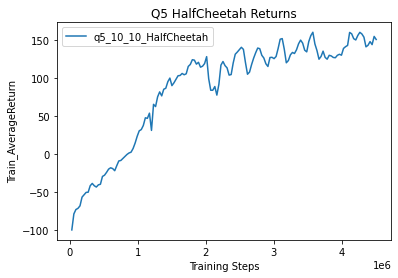 Q5 HalfCheetah Returns
q5_10_10_HalfCheetah
Train_AverageReturn
150
100
50
0
−50
−100
0 1 2 3 4
1e6
Training Steps